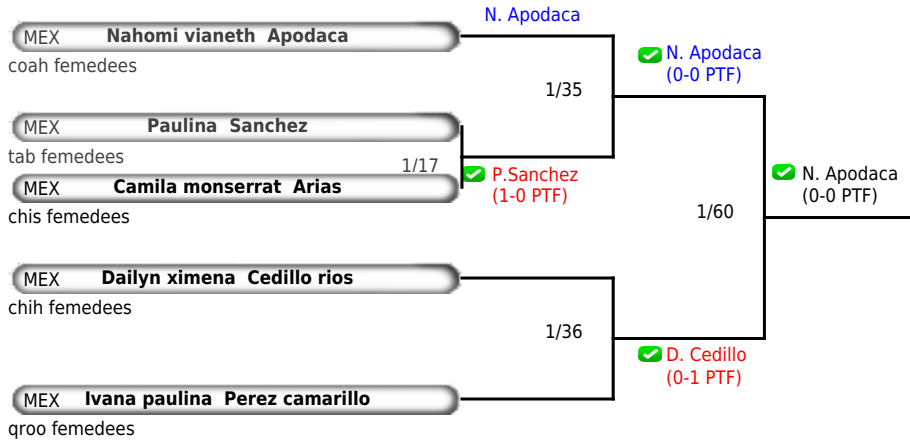 N. Apodaca
MEX Nahomi vianeth Apodaca
coah femedees
1/35
N. Apodaca
(0-0 PTF)
MEX Paulina Sanchez
tab femedees
1/17
P.Sanchez
(1-0 PTF)
MEX Camila monserrat Arias
chis femedees
N. Apodaca
(0-0 PTF)
1/60
MEX Dailyn ximena Cedillo rios
chih femedees
1/36
D. Cedillo
(0-1 PTF)
MEX Ivana paulina Perez camarillo
qroo femedees